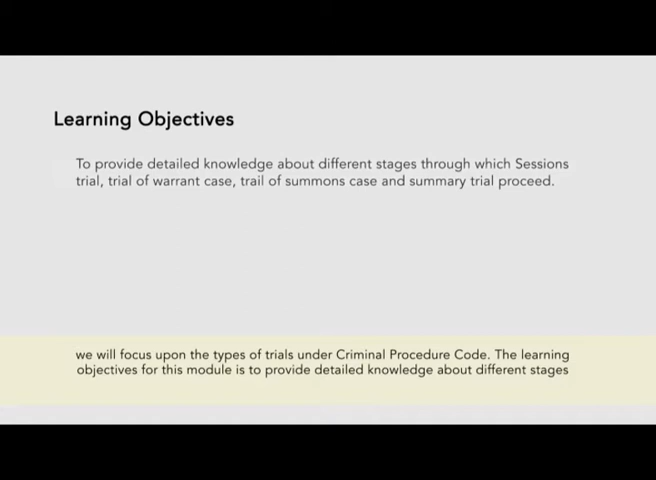 Learning Objectives
To provide detailed knowledge about different stages through which Sessions
trial, trial of warrant case, trail of summons case and summary trial proceed.
we will focus upon the types of trials under Criminal Procedure Code. The learning
objectives for this module is to provide detailed knowledge about different stages